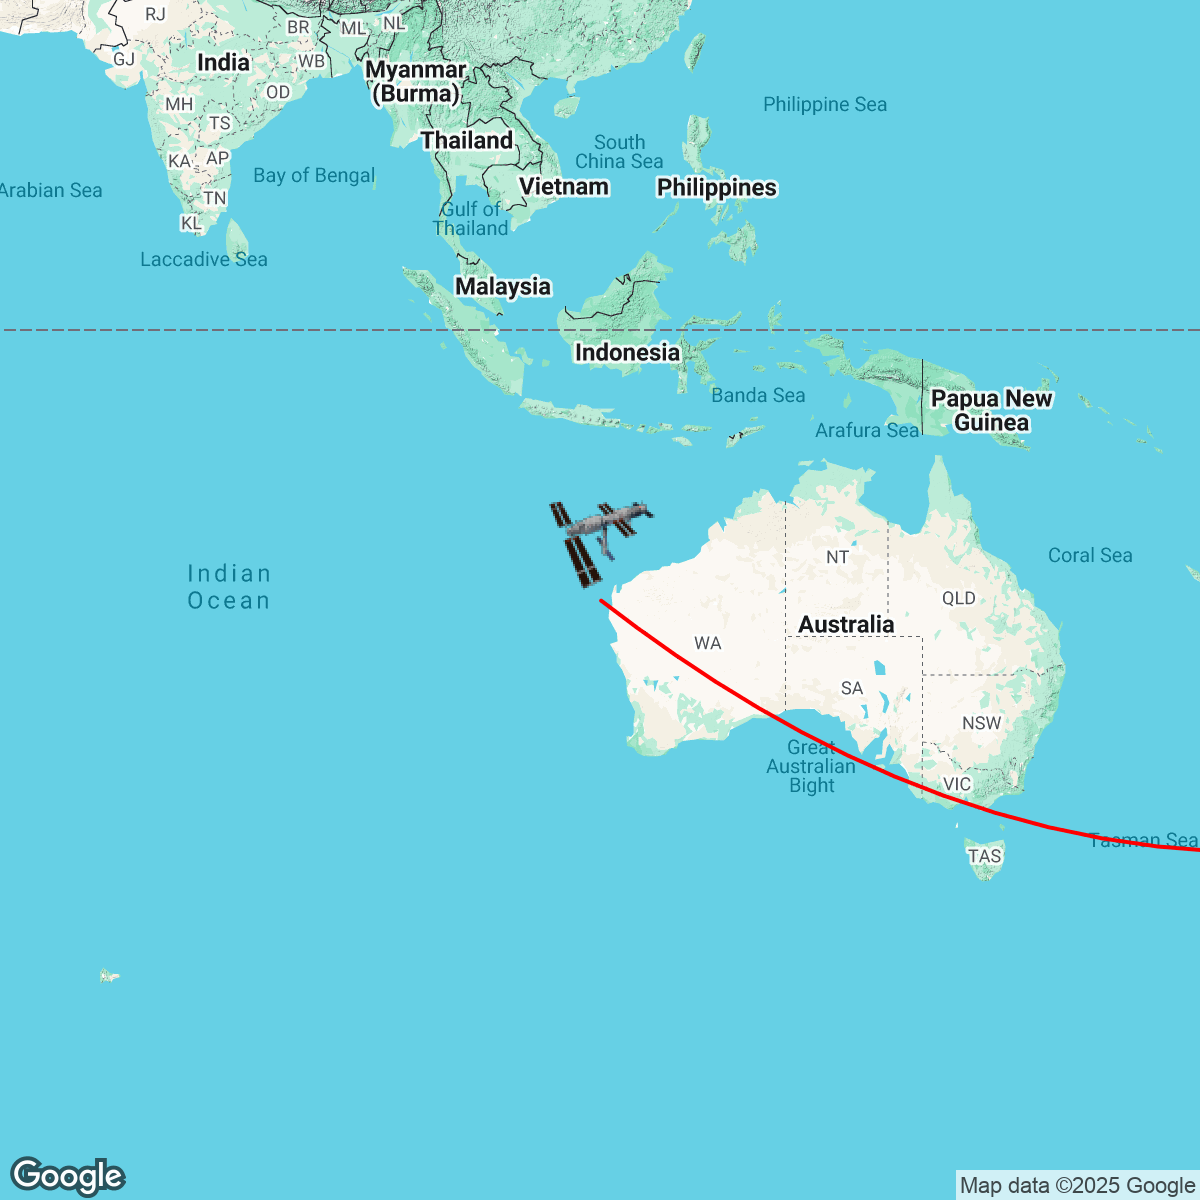 RJ
BR
ML
NL
GJ
India
WB
Myanmar
(Burma)
OD
MH
Philippine Sea
TS
Thailand
South
China Sea
KA
AP
Bay of Bengal
Vietnam
Philippines
Arabian Sea
TN
Gulf of
Thailand
KL
Laccadive Sea
Malaysia
Indonesia
Banda Sea
Papua New
Guinea
Arafura Sea
NT
Coral Sea
Indian
Ocean
QLD
Australia
WA
SA
NSW
Great
Australian
Bight
VIC
Tasman Sea
TAS
Google
Map data ©2025 Google